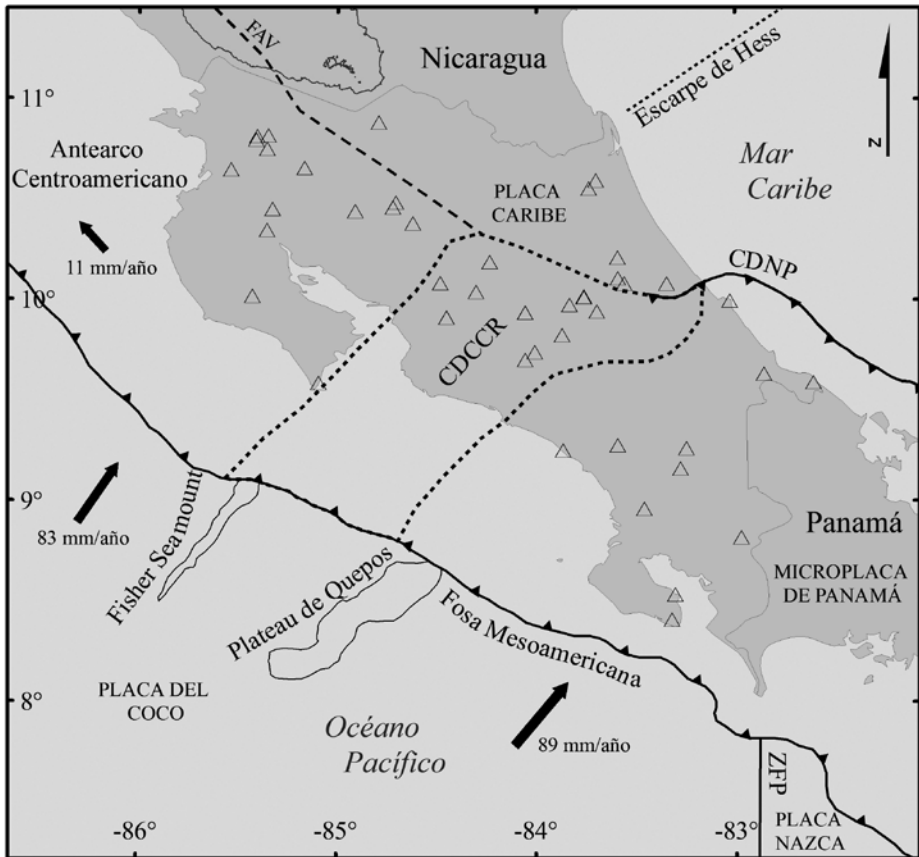 FAV
Nicaragua
Escarpe de Hess
11°
N
Antearco
Centroamericano
Mar
Caribe
PLACA
CARIBE
11 mm/año
CDNP
10°
CDCCR
9°
83 mm/año
Fisher Seamount
Plateau de Quepos
Fosa Mesoamericana
Panamá
MICROPLACA
DE PANAMÁ
8°
PLACA DEL
COCO
Océano
Pacífico
89 mm/año
ZFP
PLACA
NAZCA
-86°
-85°
-84°
-83°